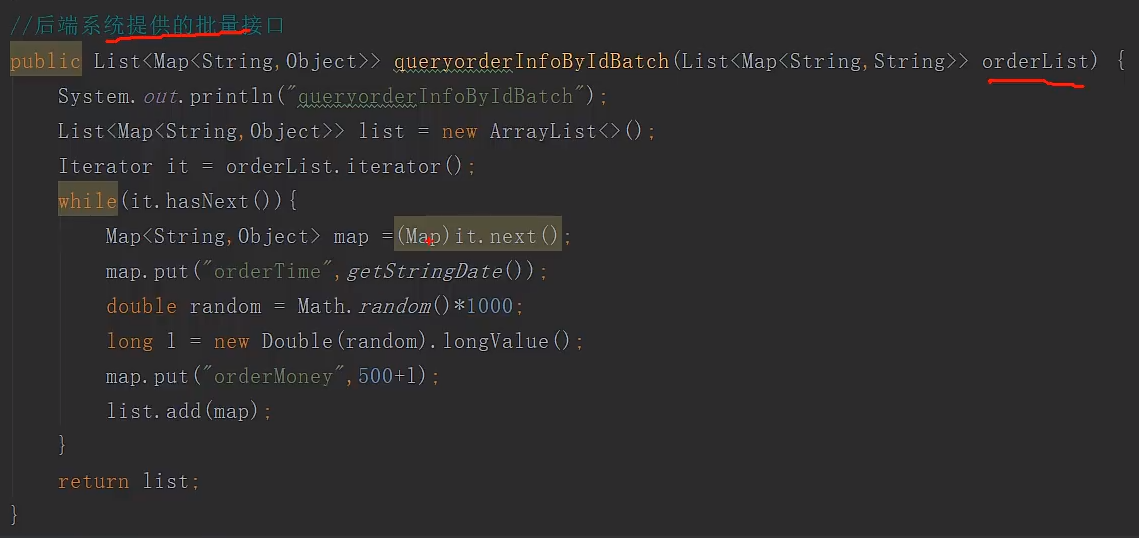 //后端系统提供的批量接口
public List<Map<String,Object>> queryorderInfoByIdBatch(List<Map<String,String>> orderList) {
System.out.println("queryorderInfoByIdBatch");
List<Map<String,Object>> list = new ArrayList<>();
Iterator it = orderList.iterator();
while(it.hasNext()){
Map<String,Object> map =(Map)it.next();
map.put("orderTime",getStringDate());
double random = Math.random()*1000;
long l = new Double(random).longValue();
map.put("orderMoney",500+l);
list.add(map);
}
return list;
}